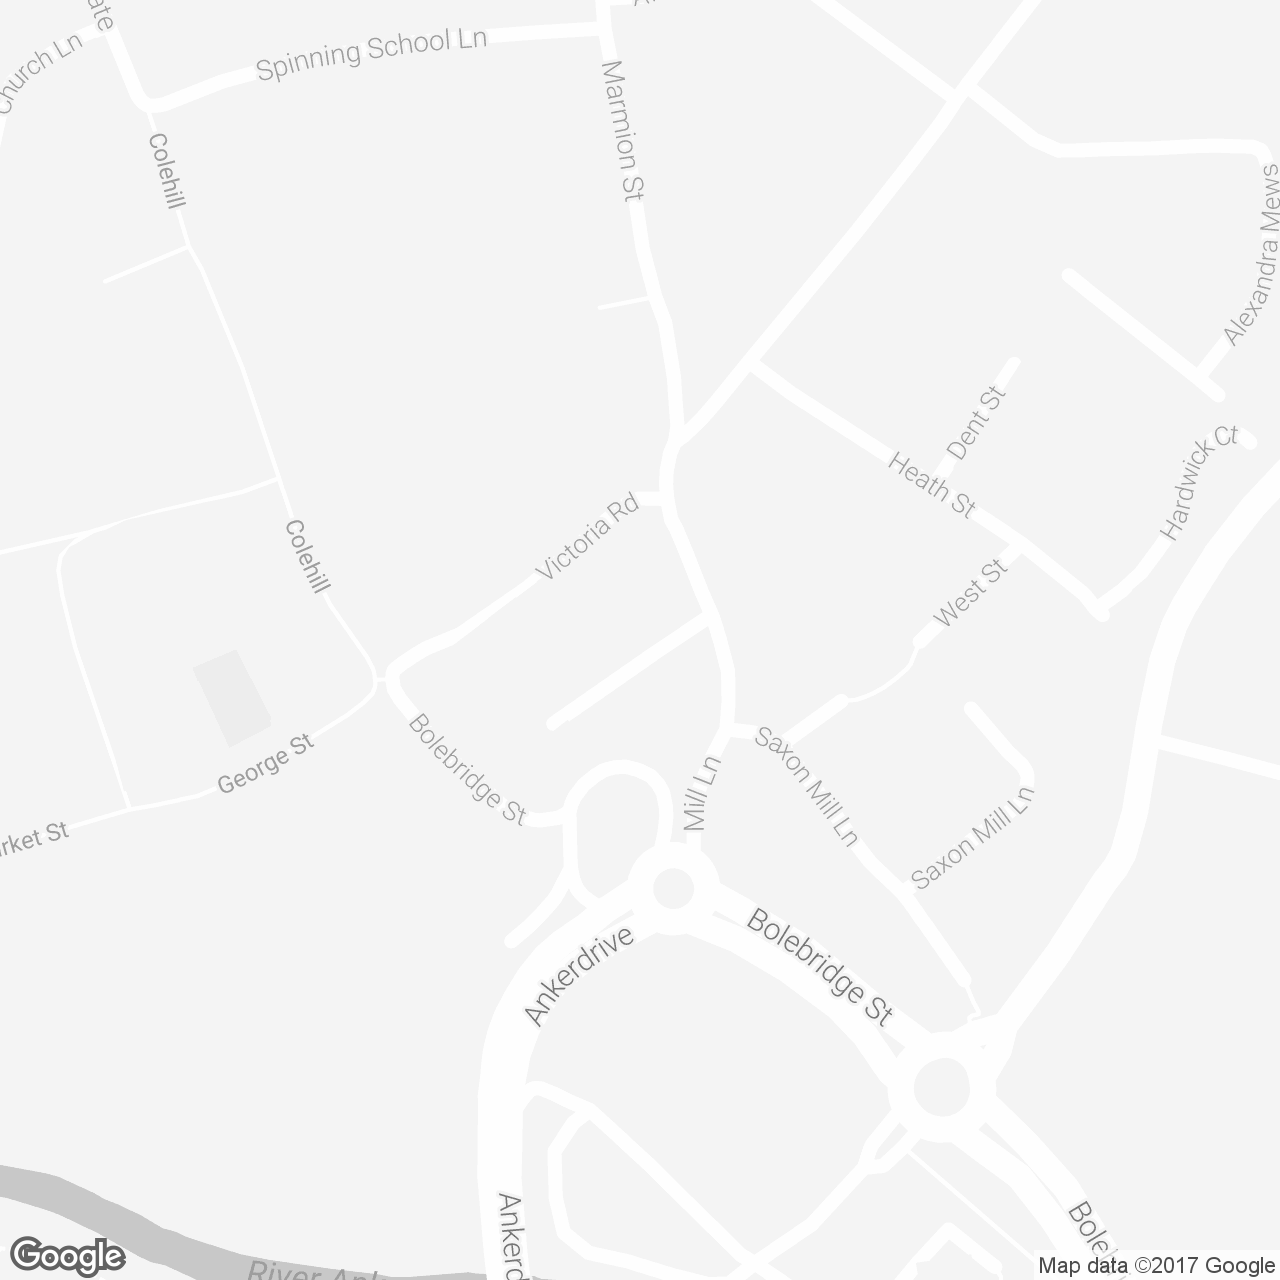 Church Ln
Spinning School Ln
Marmion St
Colehill
Alexandra Mews
Dent St
Heath St
Hardwick Ct
Victoria Rd
Colehill
West St
Bolebridge St
George St
Saxon Mill Ln
Mill Ln
Saxon Mill Ln
Ankerdrive
Bolebridge St
Google
Map data ©2017 Google
River